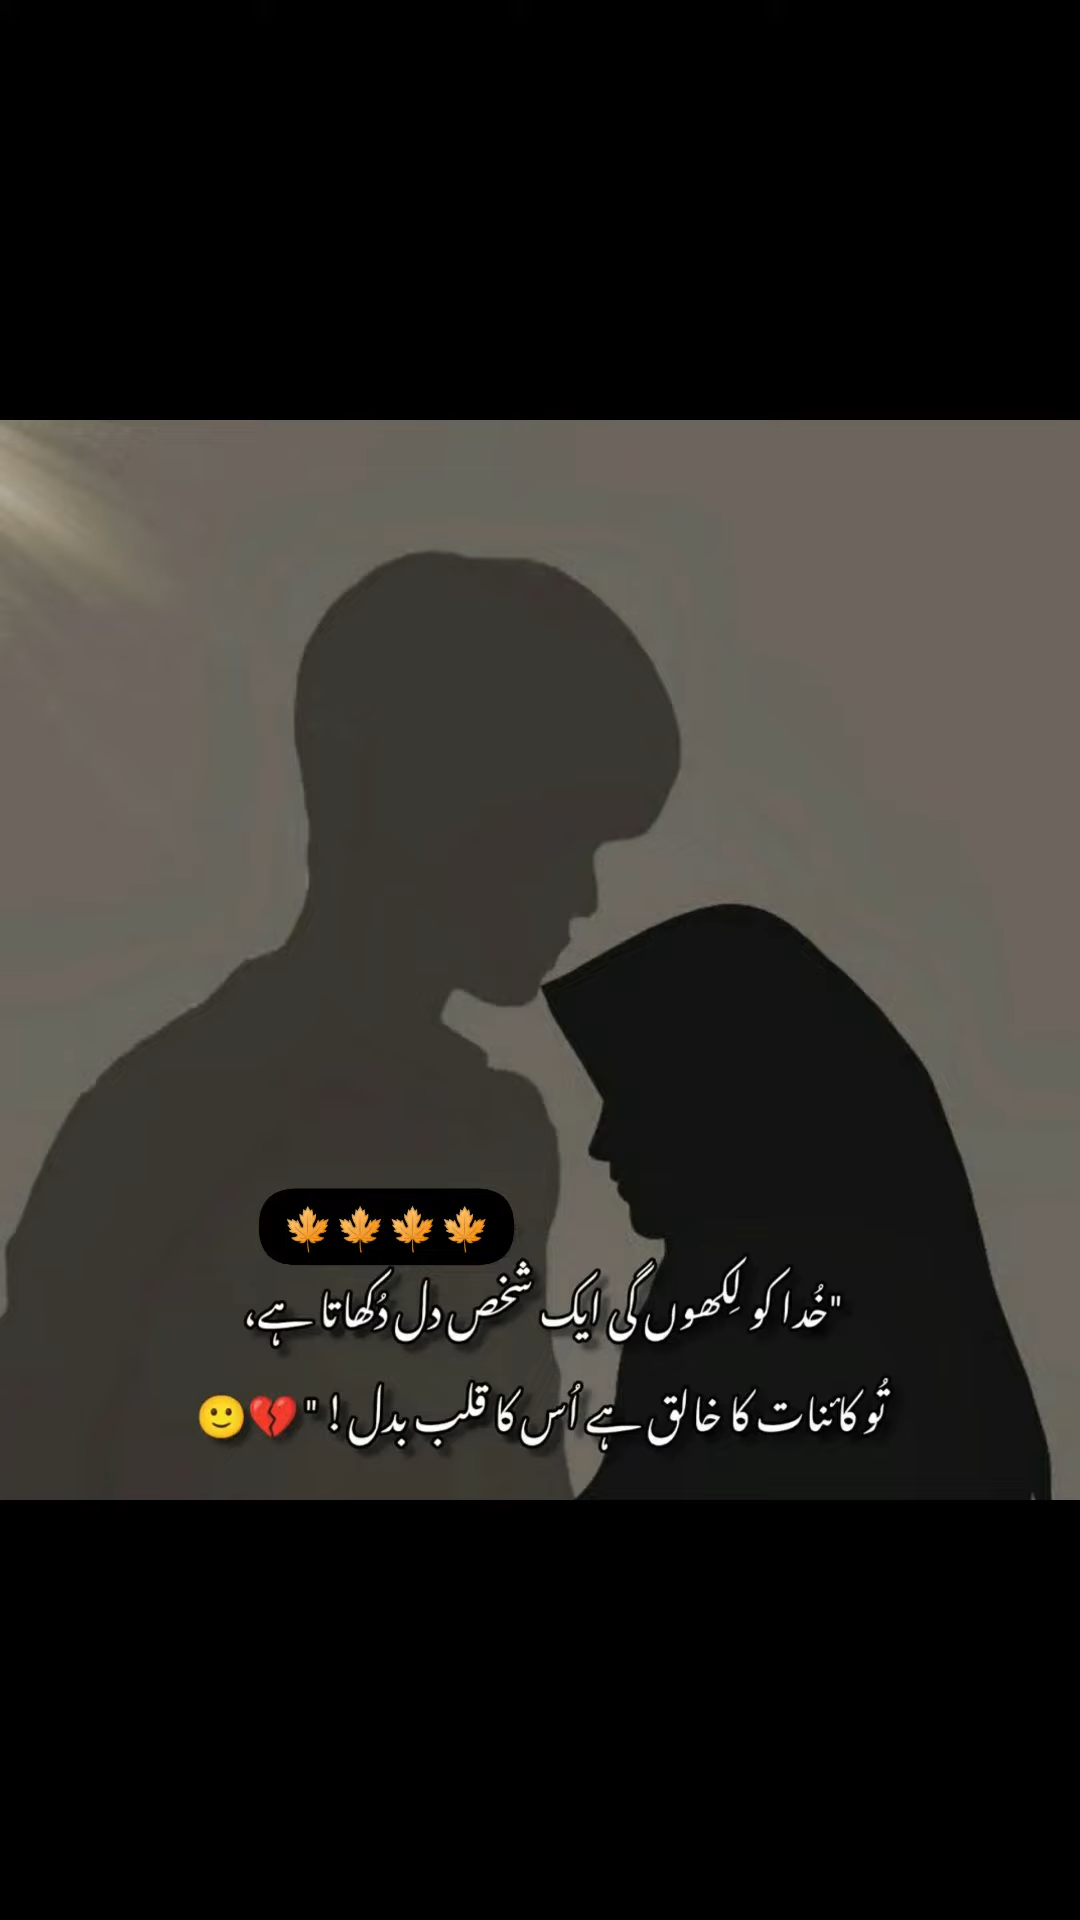 🍁🍁🍁🍁
"خُدا کو لِکھوں گی ایک شخص دل دُکھاتا ہے،
تُو کائنات کا خالق ہے اُس کا قلب بدل ! " 💔🙂